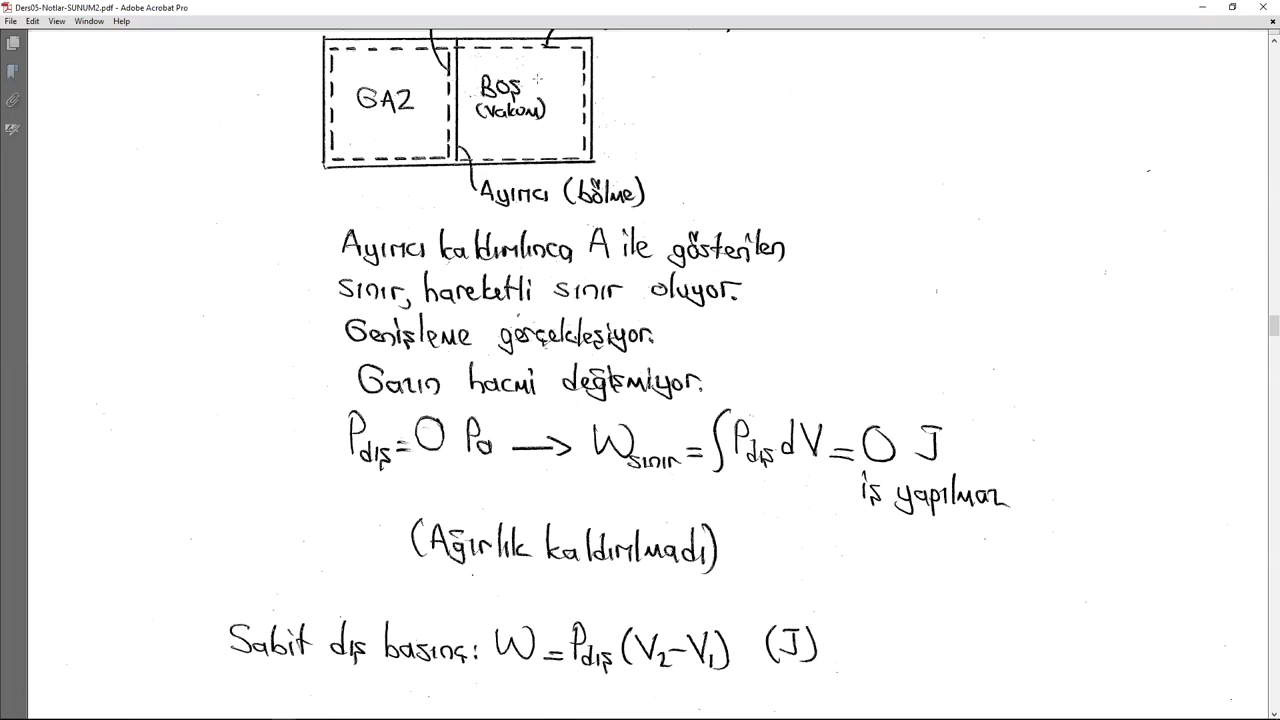 Ders05-Notlar-SUNUM2.pdf - Adobe Acrobat Pro
File Edit View Window Help
GAZ
BOŞ
(vakum)
Ayırıcı (bölme)
Ayırıcı kaldırılınca A ile gösterilen
sınır, hareketli sınır oluyor.
Genişleme gerçekleşiyor.
Gazın hacmi değişmiyor.
Pdış = 0 Pa → Wsınır = ∫ Pdış dV = 0 J
iş yapılmaz
(Ağırlık kaldırılmadı)
Sabit dış basınç: W = Pdış (V2 - V1) (J)